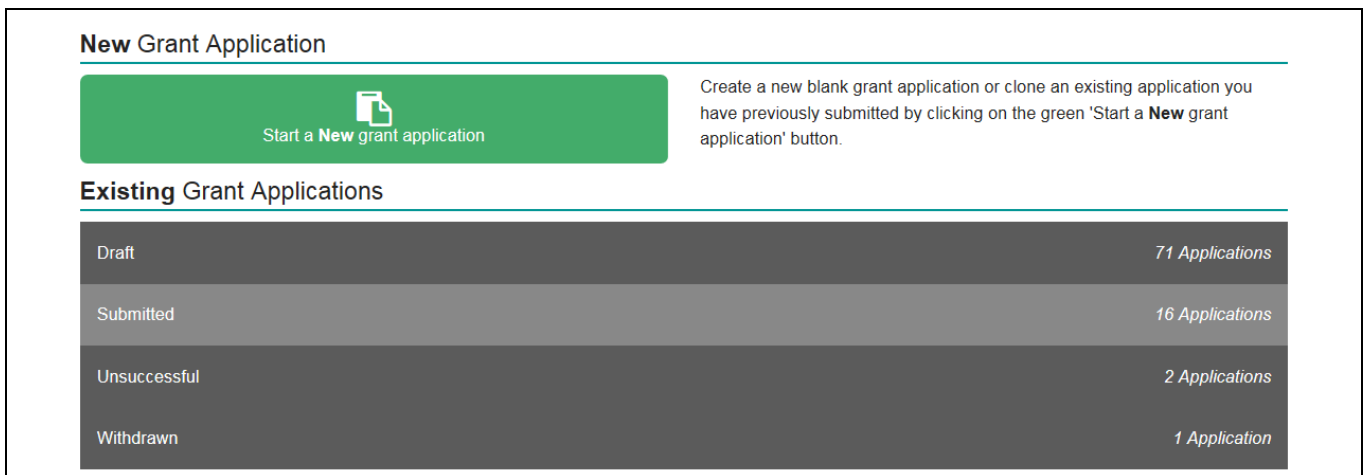 New Grant Application
Start a New grant application
Create a new blank grant application or clone an existing application you
have previously submitted by clicking on the green 'Start a New grant
application' button.
Existing Grant Applications
Draft 71 Applications
Submitted 16 Applications
Unsuccessful 2 Applications
Withdrawn 1 Application